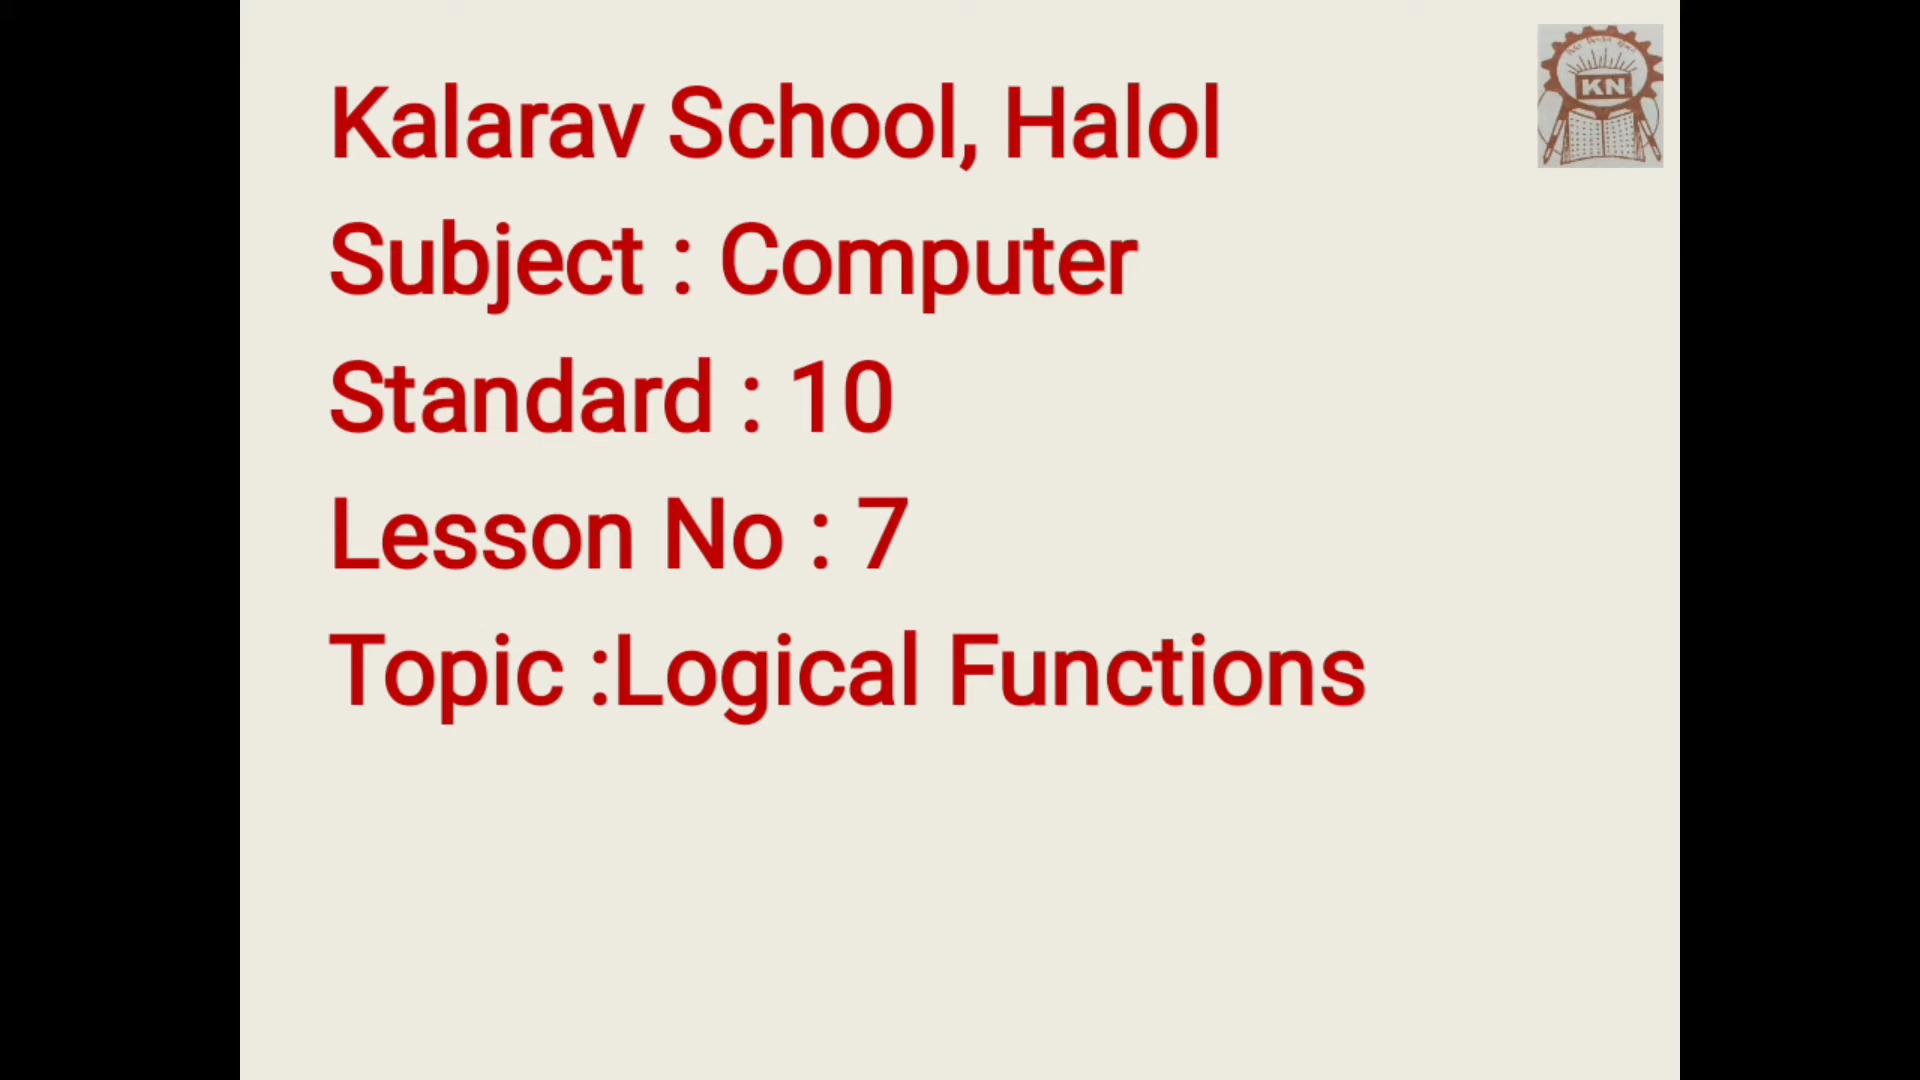 Kalarav School, Halol
KN
Subject : Computer
Standard : 10
Lesson No : 7
Topic :Logical Functions